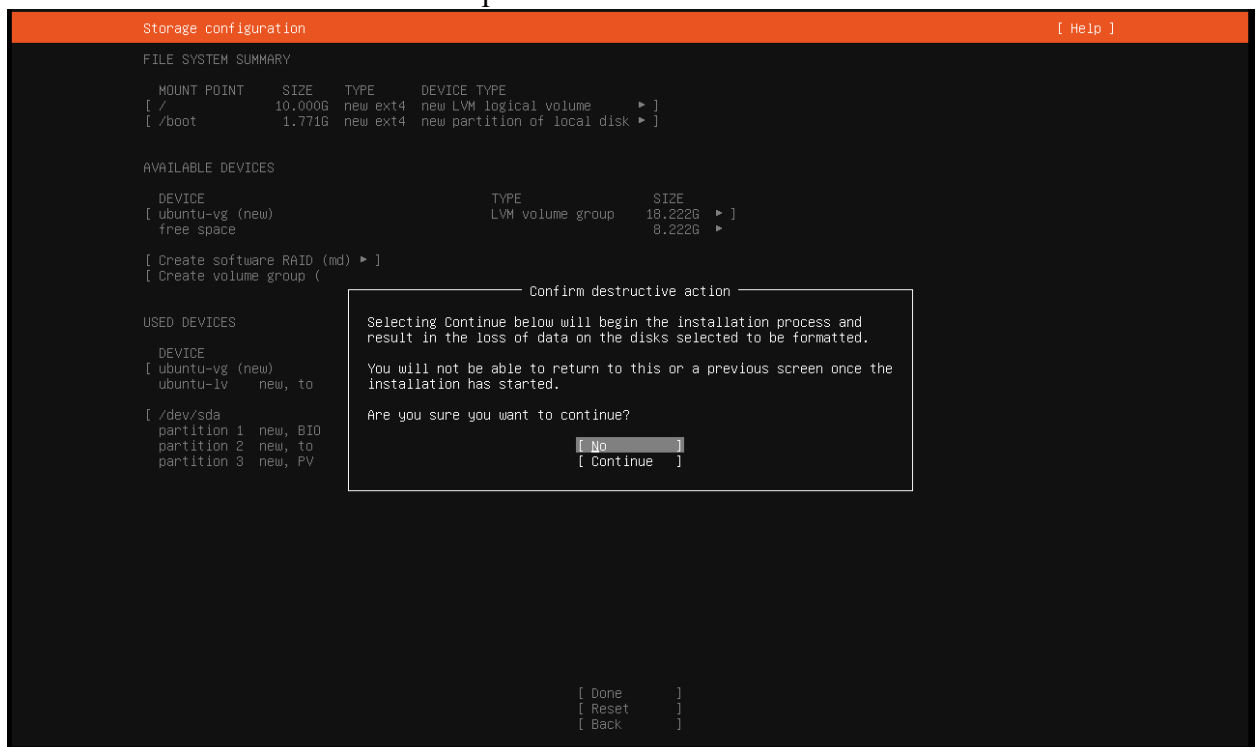 Storage configuration [ Help ]
FILE SYSTEM SUMMARY
MOUNT POINT SIZE TYPE DEVICE TYPE
[ / 10.000G new ext4 new LVM logical volume ▸ ]
[ /boot 1.771G new ext4 new partition of local disk ▸ ]
AVAILABLE DEVICES
DEVICE TYPE SIZE
[ ubuntu-vg (new) LVM volume group 18.222G ▸ ]
free space 8.222G ▸
[ Create software RAID (md) ▸ ]
[ Create volume group (
USED DEVICES
DEVICE
[ ubuntu-vg (new)
ubuntu-lv new, to
[ /dev/sda
partition 1 new, BIO
partition 2 new, to
partition 3 new, PV
Confirm destructive action
Selecting Continue below will begin the installation process and
result in the loss of data on the disks selected to be formatted.
You will not be able to return to this or a previous screen once the
installation has started.
Are you sure you want to continue?
[ No ]
[ Continue ]
[ Done ]
[ Reset ]
[ Back ]